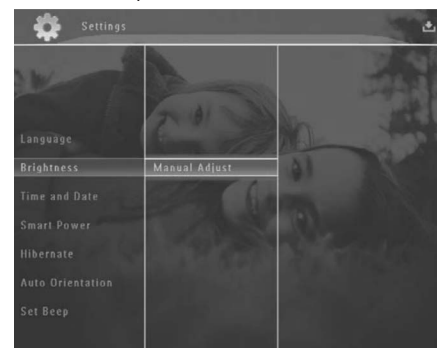 Settings
Language
Brightness
Manual Adjust
Time and Date
Smart Power
Hibernate
Auto Orientation
Set Beep